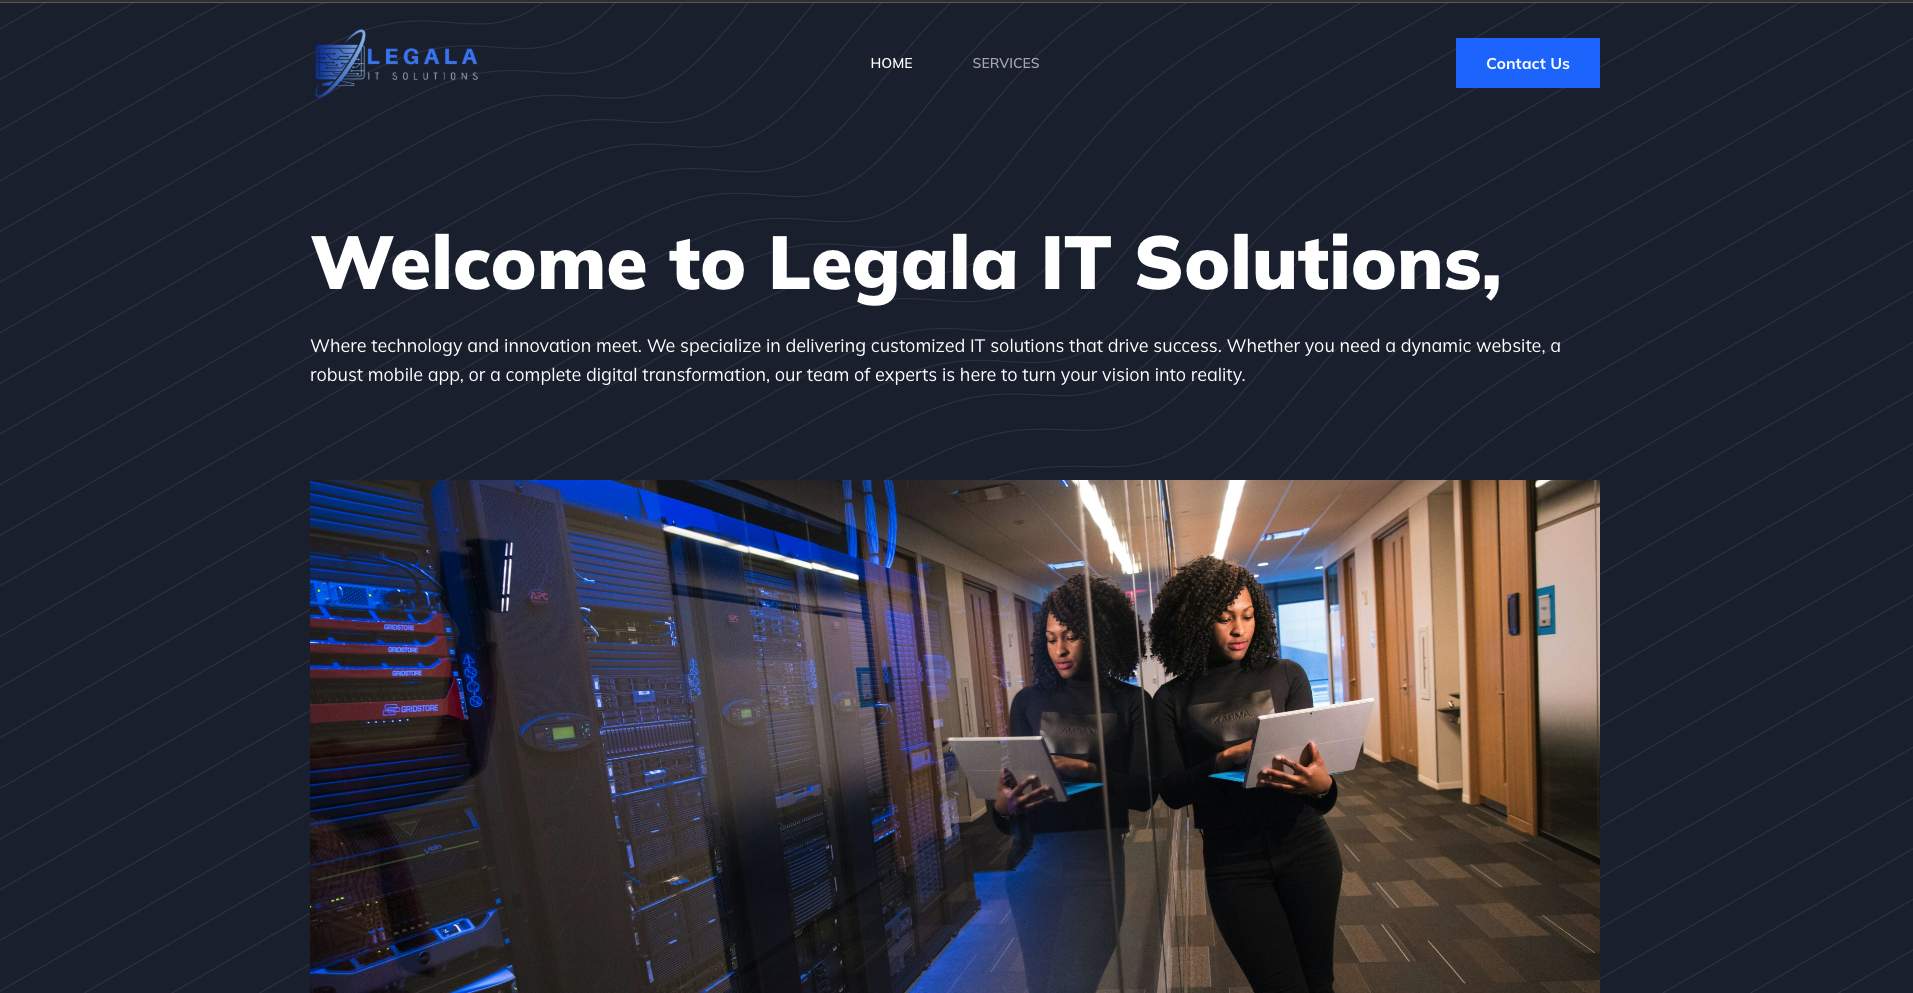 LEGALA
IT SOLUTIONS
HOME
SERVICES
Contact Us
Welcome to Legala IT Solutions,
Where technology and innovation meet. We specialize in delivering customized IT solutions that drive success. Whether you need a dynamic website, a
robust mobile app, or a complete digital transformation, our team of experts is here to turn your vision into reality.
APC
GRIDSTORE
GRIDSTORE
GRIDSTORE
GRIDSTORE
KARMA